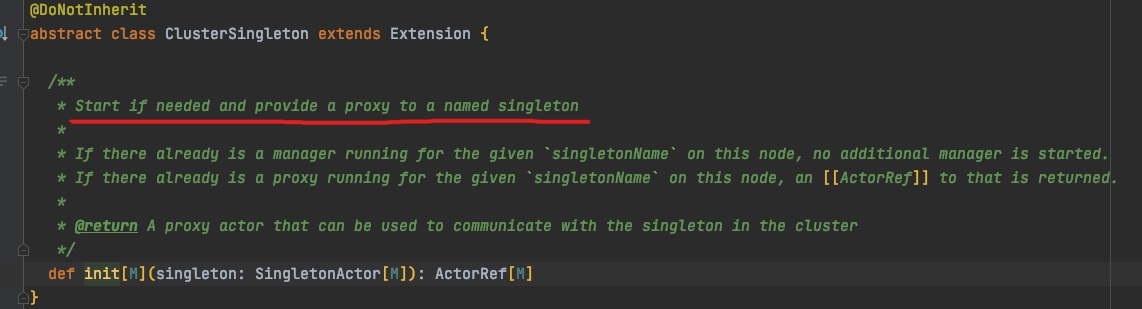 @DoNotInherit
abstract class ClusterSingleton extends Extension {
/**
* Start if needed and provide a proxy to a named singleton
*
* If there already is a manager running for the given `singletonName` on this node, no additional manager is started.
* If there already is a proxy running for the given `singletonName` on this node, an [[ActorRef]] to that is returned.
*
* @return A proxy actor that can be used to communicate with the singleton in the cluster
*/
def init[M](singleton: SingletonActor[M]): ActorRef[M]
}